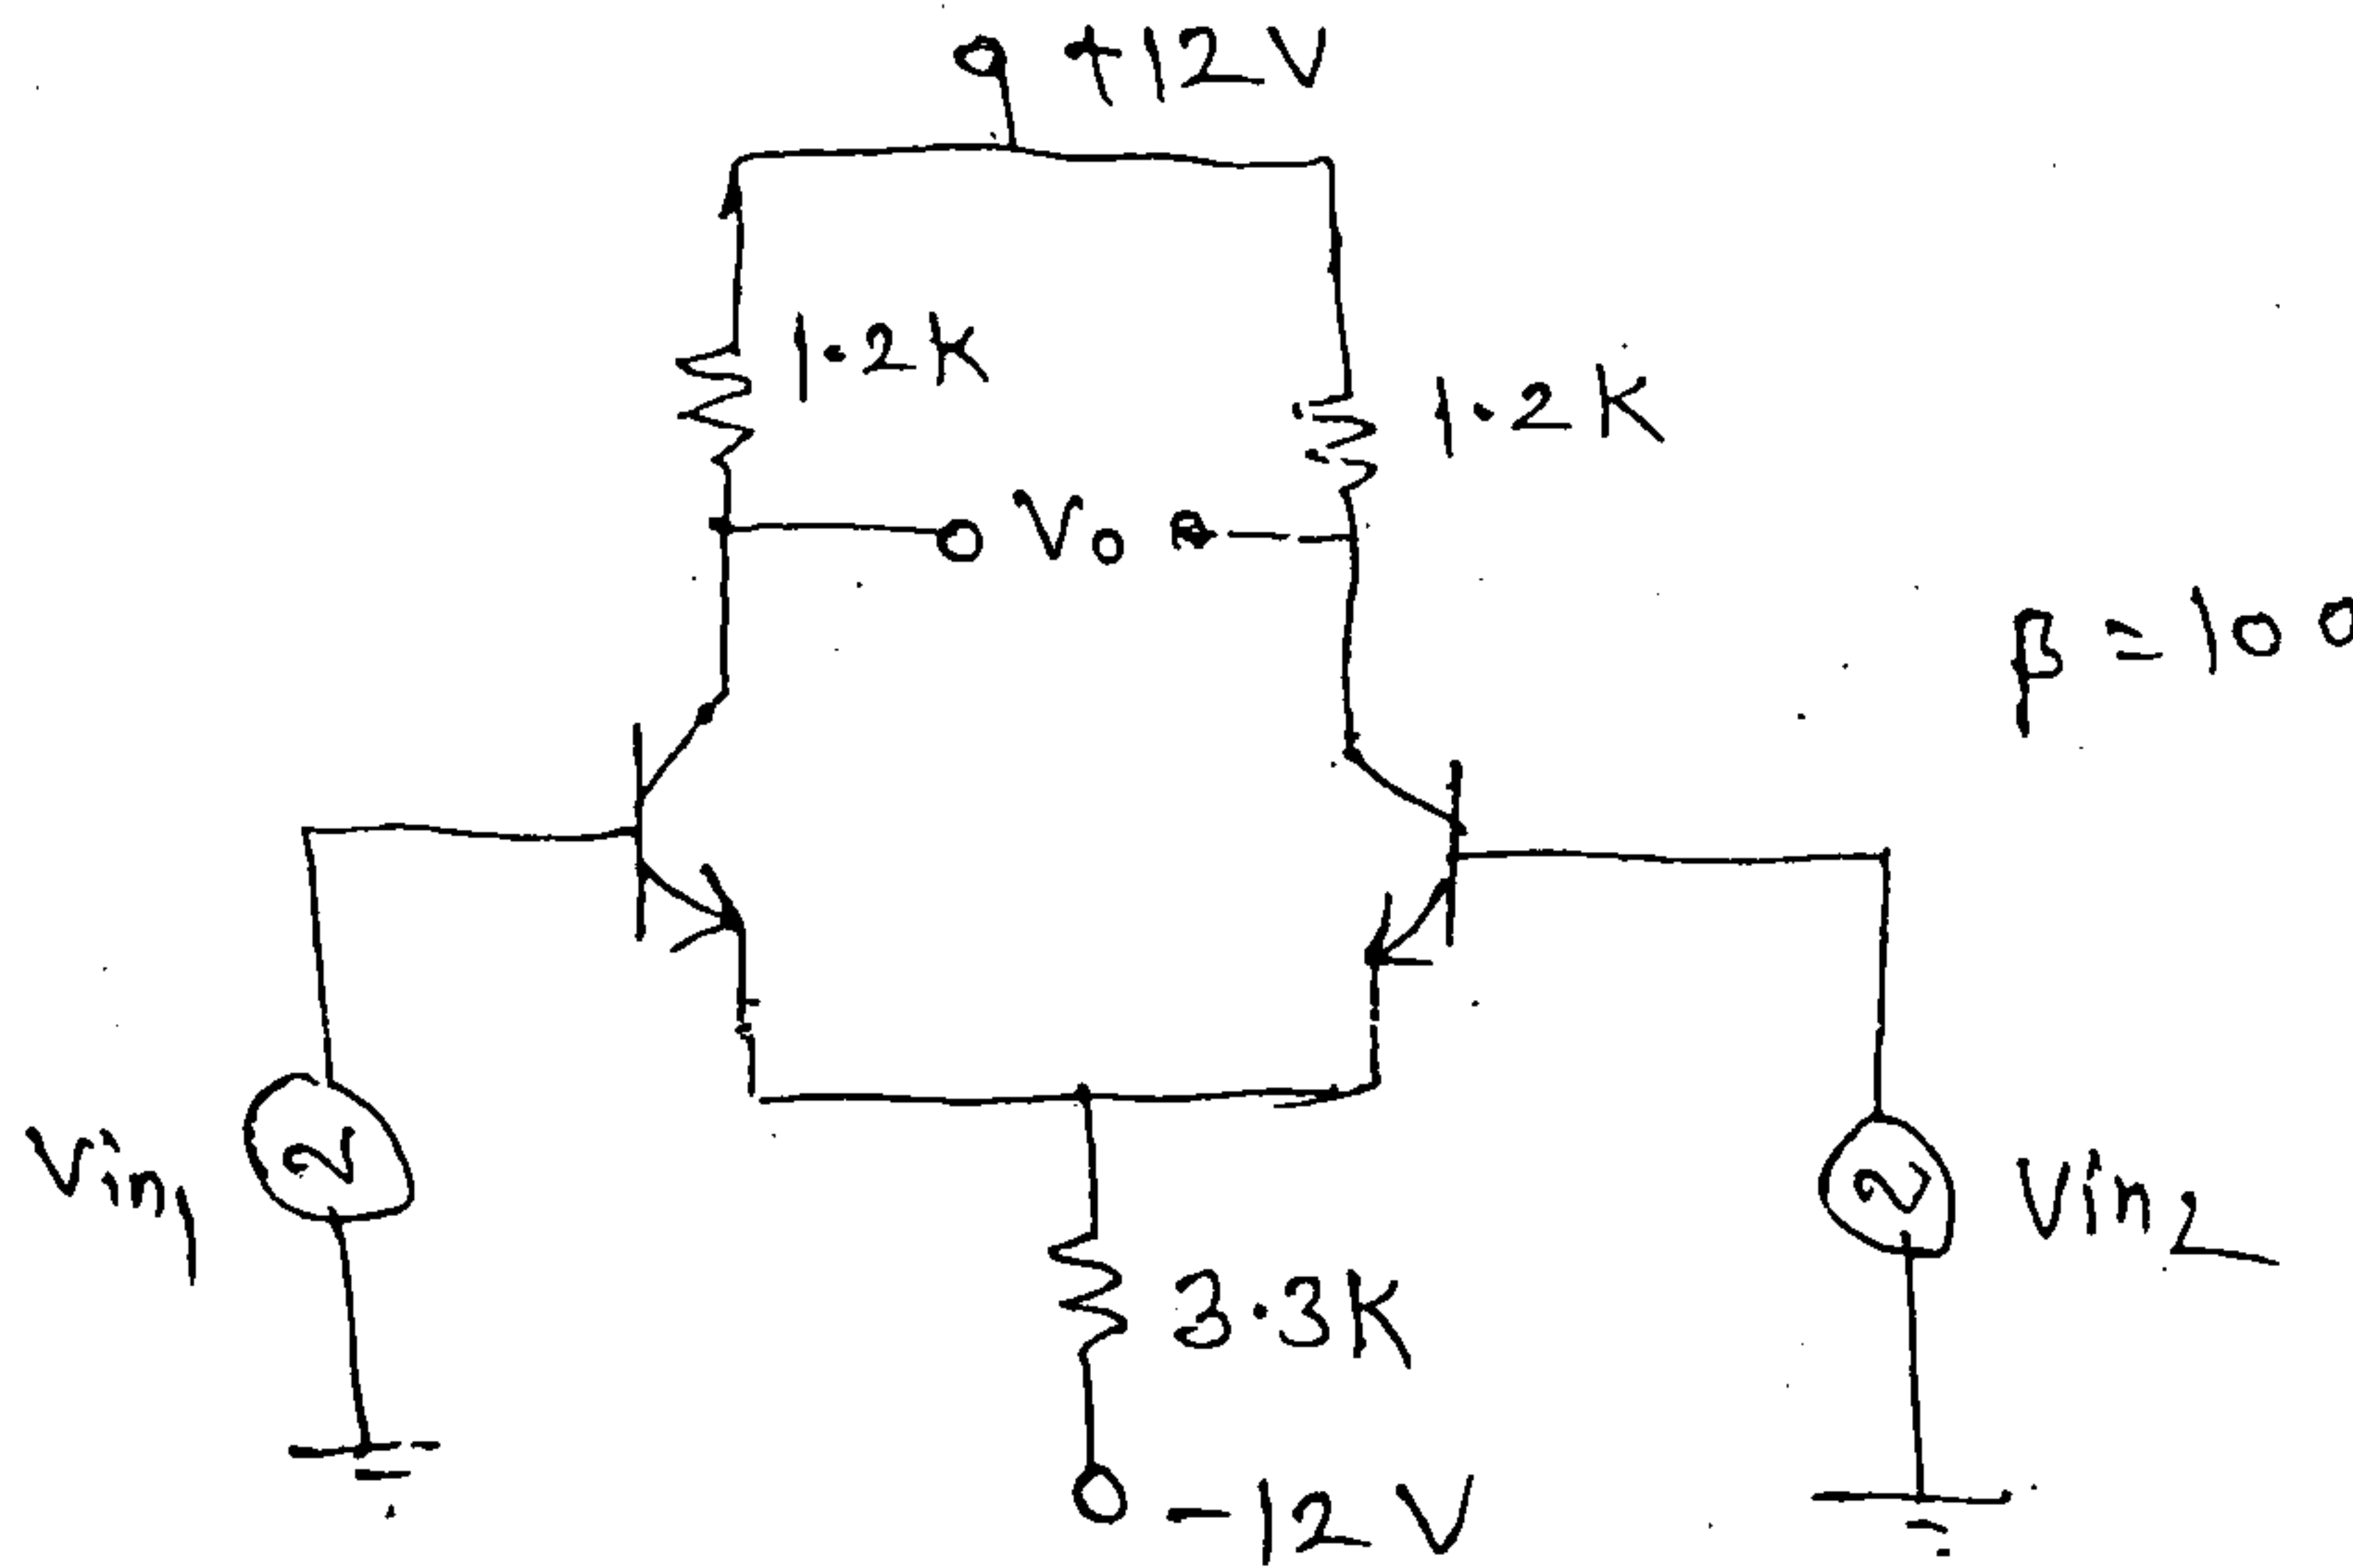 +12V
1.2K
1.2K
Vo
β = 100
Vin1
Vin2
3.3K
-12V